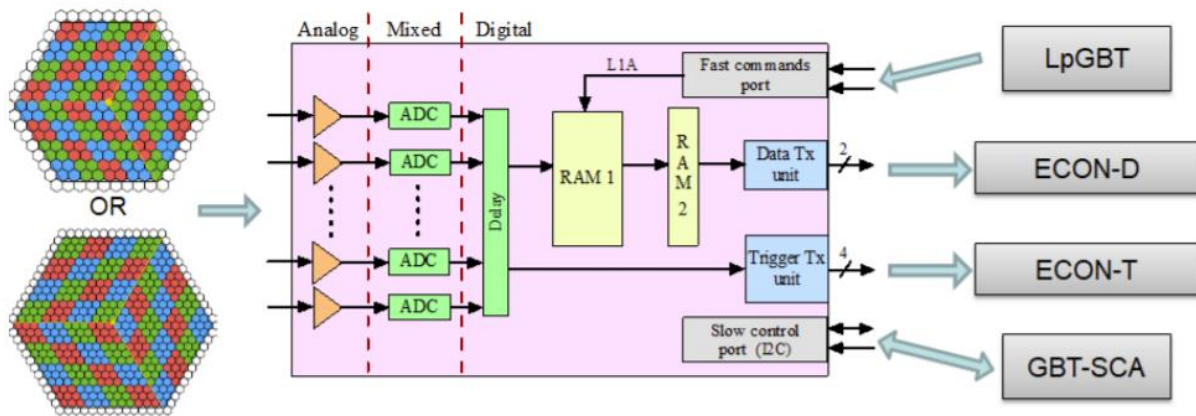 Analog
Mixed
Digital
OR
ADC
ADC
ADC
ADC
Delay
L1A
RAM 1
RAM 2
Fast commands
port
Data Tx
unit
2
Trigger Tx
unit
4
Slow control
port (I2C)
LpGBT
ECON-D
ECON-T
GBT-SCA